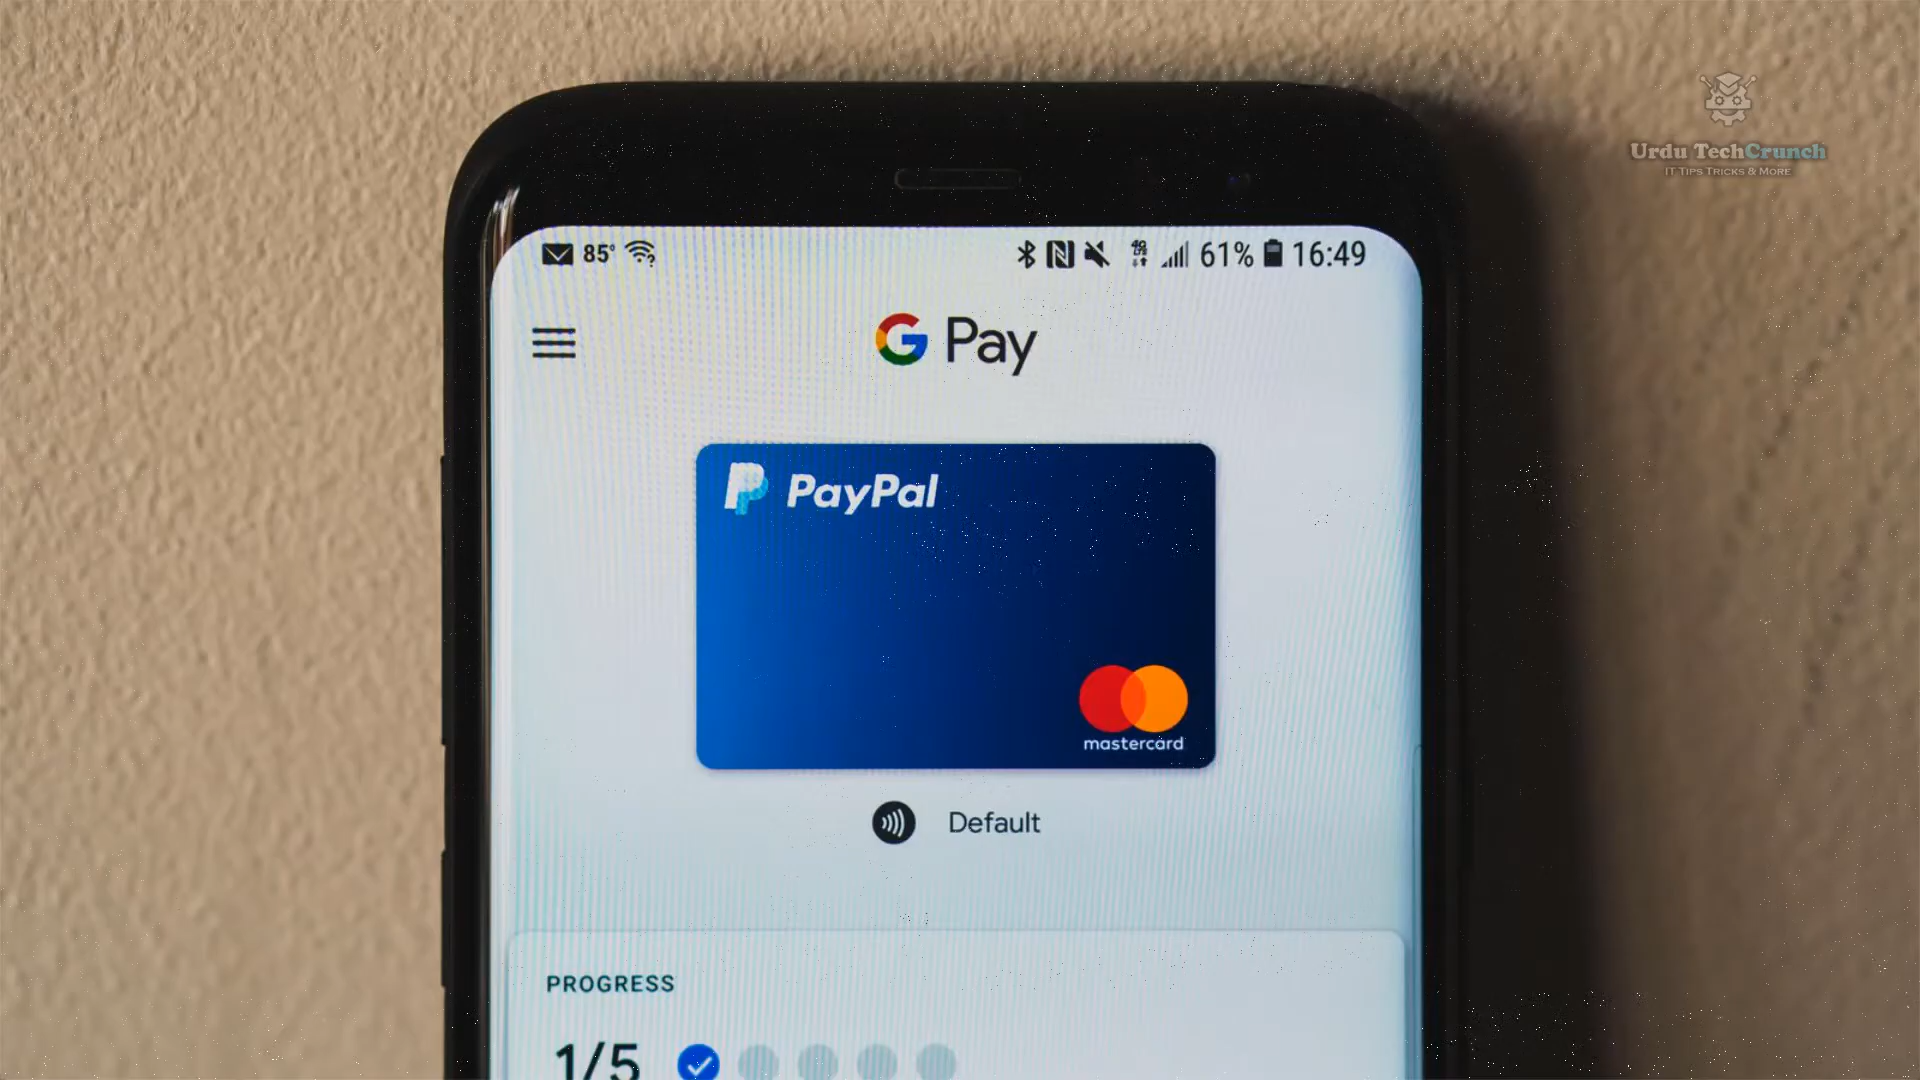 Urdu TechCrunch
IT Tips Tricks & More
85°
61% 16:49
G Pay
PayPal
mastercard
Default
PROGRESS
1/5